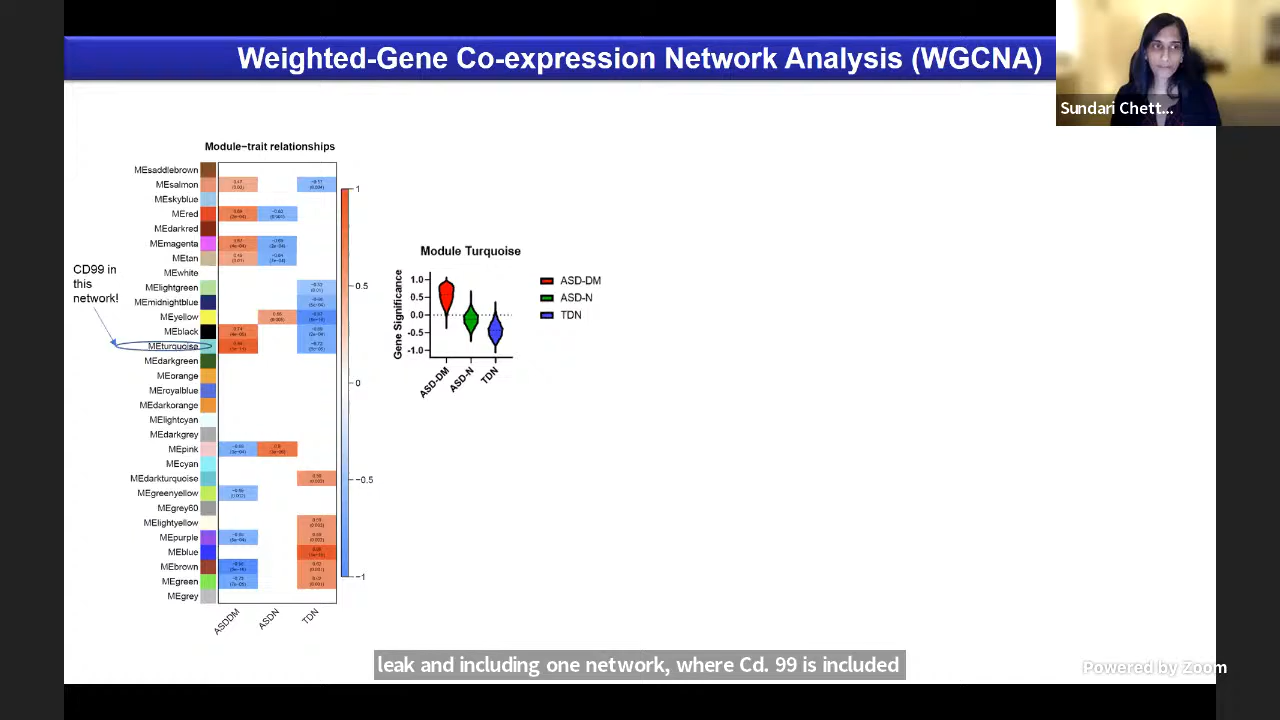 Weighted-Gene Co-expression Network Analysis (WGCNA)
Sundari Chett...
Module-trait relationships
MEsaddlebrown
MEsalmon
MEskyblue
MEred
MEdarkred
MEmagenta
MEtan
MEwhite
MElightgreen
MEmidnightblue
MEyellow
MEblack
MEturquoise
MEdarkgreen
MEorange
MEroyalblue
MEdarkorange
MElightcyan
MEdarkgrey
MEpink
MEcyan
MEdarkturquoise
MEgreenyellow
MEgrey60
MElightyellow
MEpurple
MEblue
MEbrown
MEgreen
MEgrey
CD99 in
this
network!
1
0.5
0
-0.5
-1
ASDDM
ASDN
TDN
Module Turquoise
Gene Significance
1.0
0.5
0.0
-0.5
-1.0
ASD-DM
ASD-N
TDN
ASD-DM
ASD-N
TDN
leak and including one network, where Cd. 99 is included
Powered by Zoom